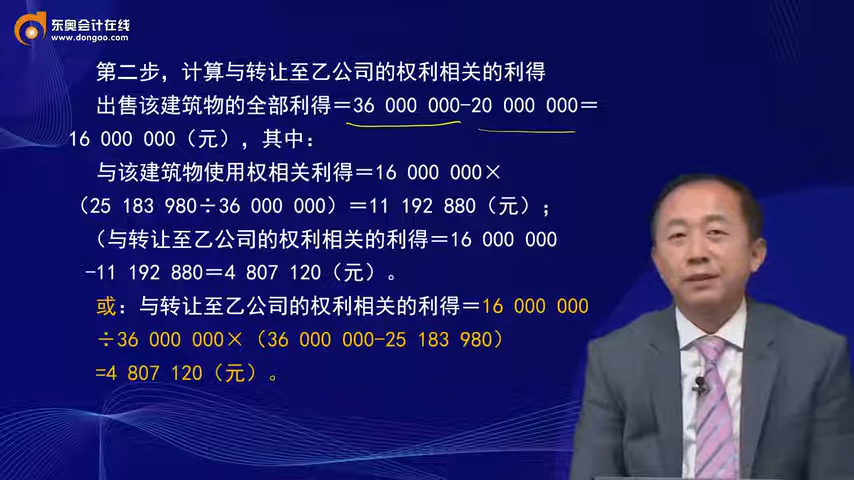 东奥会计在线
www.dongao.com
第二步，计算与转让至乙公司的权利相关的利得
出售该建筑物的全部利得＝36 000 000-20 000 000＝
16 000 000（元），其中：
与该建筑物使用权相关利得＝16 000 000×
（25 183 980÷36 000 000）＝11 192 880（元）；
（与转让至乙公司的权利相关的利得＝16 000 000
-11 192 880＝4 807 120（元）。
或：与转让至乙公司的权利相关的利得＝16 000 000
÷36 000 000×（36 000 000-25 183 980）
=4 807 120（元）。